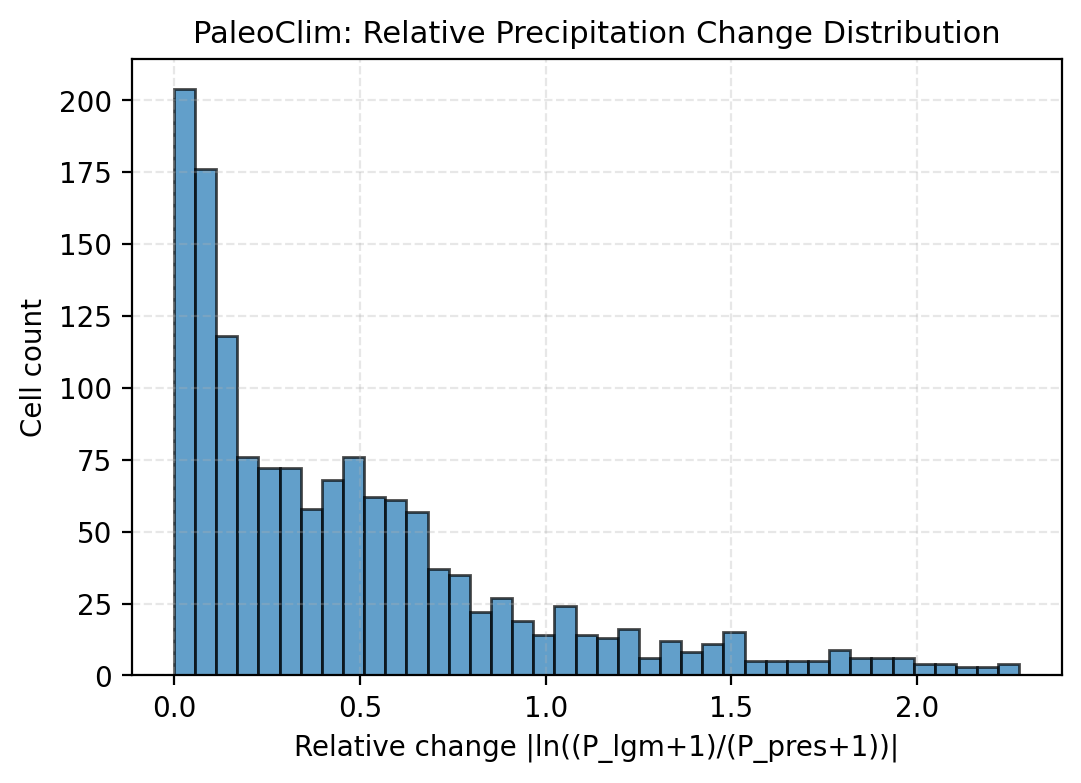 PaleoClim: Relative Precipitation Change Distribution
Cell count
200
175
150
125
100
75
50
25
0
0.0 0.5 1.0 1.5 2.0
Relative change |ln((P_lgm+1)/(P_pres+1))|